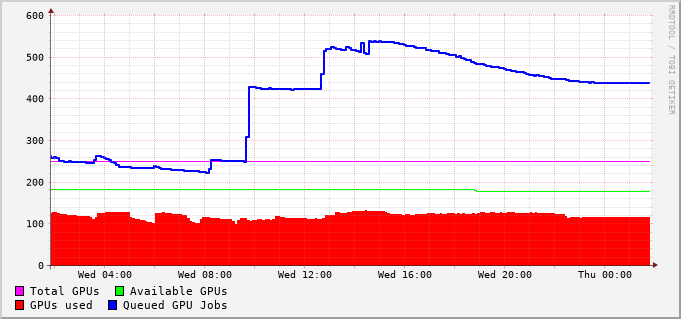 RRDTOOL / TOBI OETIKER
600
500
400
300
200
100
0
Wed 04:00 Wed 08:00 Wed 12:00 Wed 16:00 Wed 20:00 Thu 00:00
Total GPUs Available GPUs
GPUs used Queued GPU Jobs